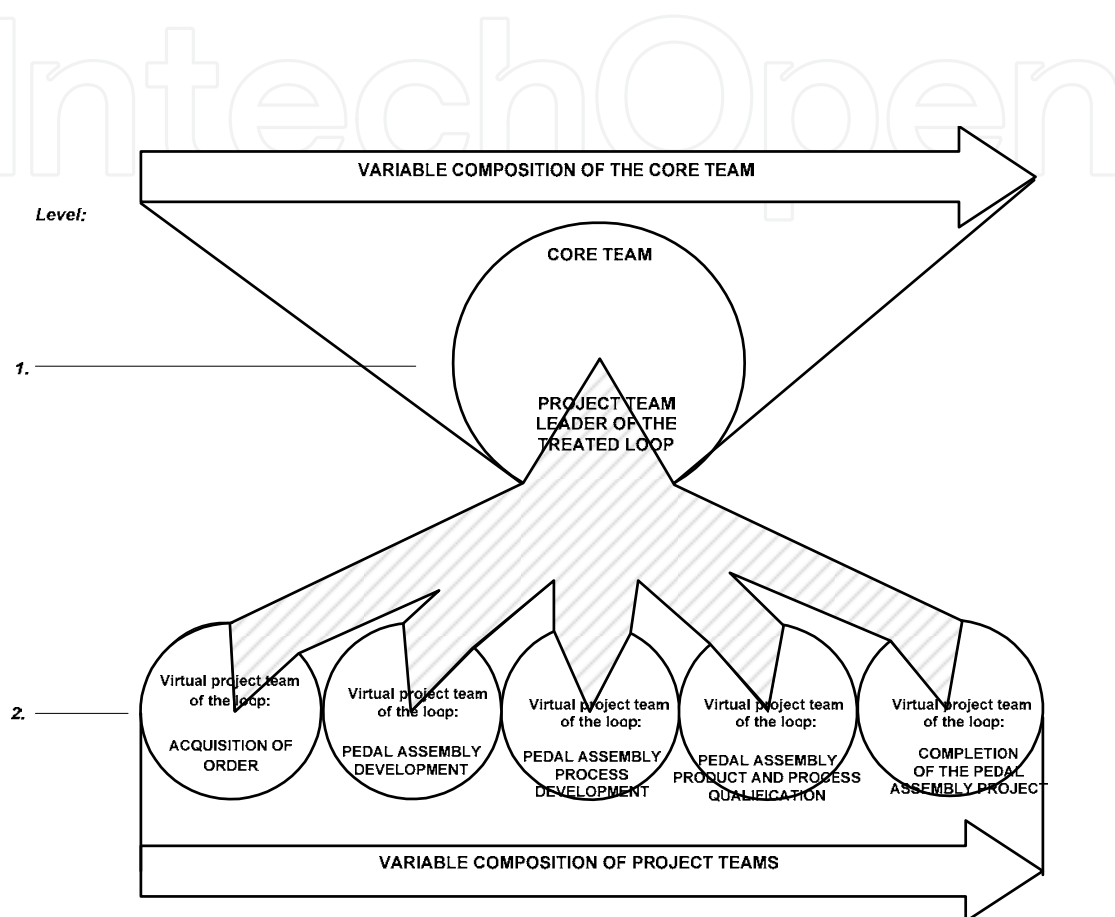 IntechOpen
VARIABLE COMPOSITION OF THE CORE TEAM
Level:
CORE TEAM
1.
PROJECT TEAM
LEADER OF THE
TREATED LOOP
2.
Virtual project team
of the loop:
ACQUISITION OF
ORDER
Virtual project team
of the loop:
PEDAL ASSEMBLY
DEVELOPMENT
Virtual project team
of the loop:
PEDAL ASSEMBLY
PROCESS
DEVELOPMENT
Virtual project team
of the loop:
PEDAL ASSEMBLY
PRODUCT AND PROCESS
QUALIFICATION
Virtual project team
of the loop:
COMPLETION
OF THE PEDAL
ASSEMBLY PROJECT
VARIABLE COMPOSITION OF PROJECT TEAMS